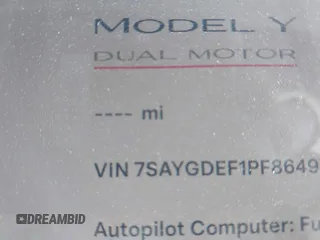 MODEL Y
DUAL MOTOR
---- mi
VIN 7SAYGDEF1PF8649
DREAMBID
Autopilot Computer: Fu